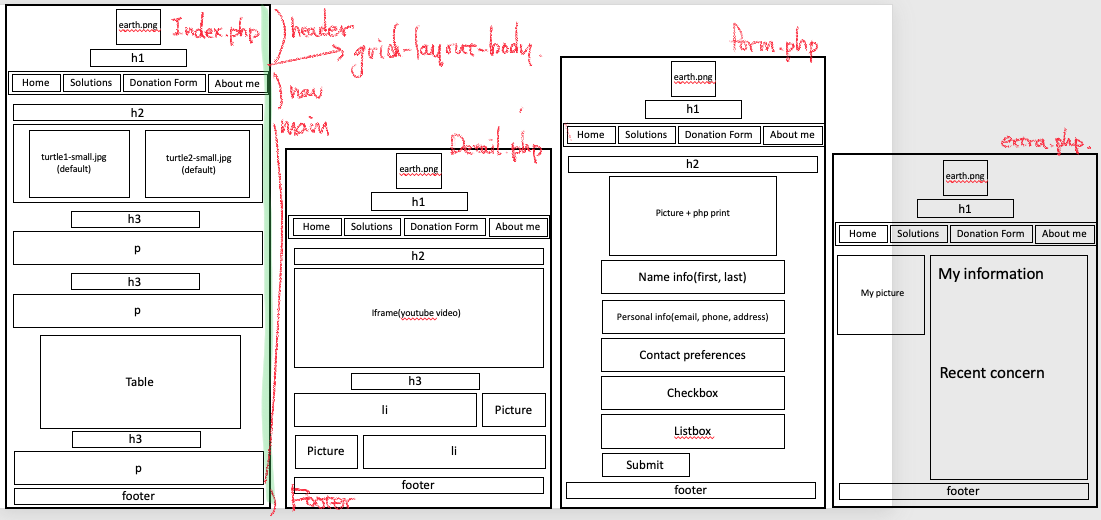 Index.php
earth.png
h1
Home Solutions Donation Form About me
h2
turtle1-small.jpg
(default)
turtle2-small.jpg
(default)
h3
p
h3
p
Table
h3
p
footer
header
grid-layout-body.
nav
main
Footer
Detail.php
earth.png
h1
Home Solutions Donation Form About me
h2
Iframe(youtube video)
h3
li Picture
Picture li
footer
form.php
earth.png
h1
Home Solutions Donation Form About me
h2
Picture + php print
Name info(first, last)
Personal info(email, phone, address)
Contact preferences
Checkbox
Listbox
Submit
footer
extra.php.
earth.png
h1
Home Solutions Donation Form About me
My picture
My information
Recent concern
footer